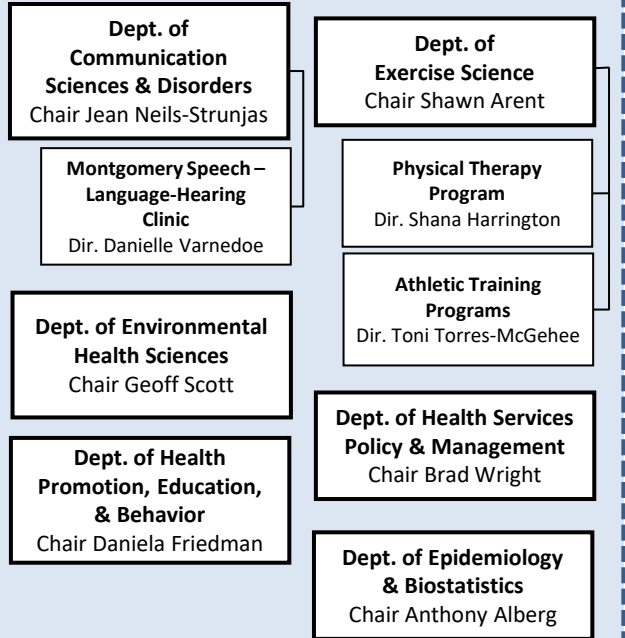 Dept. of
Communication
Sciences & Disorders
Chair Jean Neils-Strunjas
Montgomery Speech –
Language-Hearing
Clinic
Dir. Danielle Varnedoe
Dept. of Environmental
Health Sciences
Chair Geoff Scott
Dept. of Health
Promotion, Education,
& Behavior
Chair Daniela Friedman
Dept. of
Exercise Science
Chair Shawn Arent
Physical Therapy
Program
Dir. Shana Harrington
Athletic Training
Programs
Dir. Toni Torres-McGehee
Dept. of Health Services
Policy & Management
Chair Brad Wright
Dept. of Epidemiology
& Biostatistics
Chair Anthony Alberg